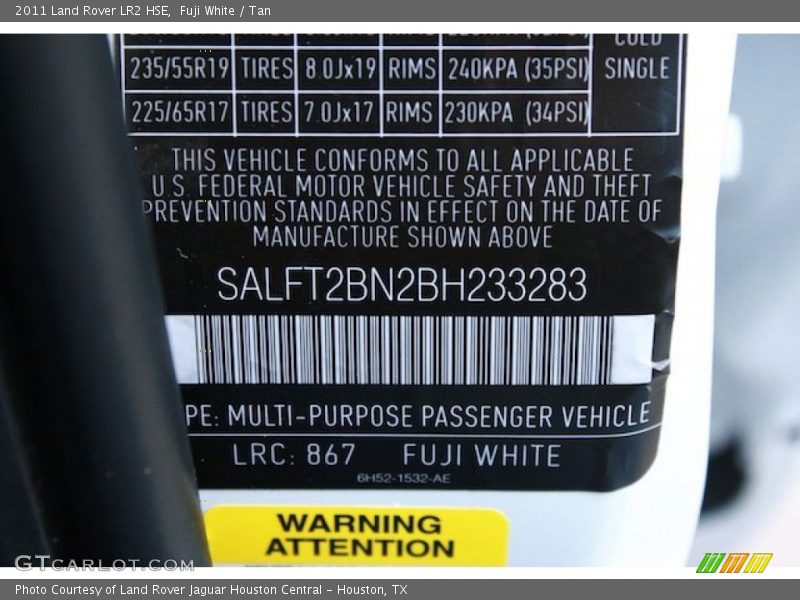 2011 Land Rover LR2 HSE, Fuji White / Tan
COLD
235/55R19 TIRES 8.0Jx19 RIMS 240KPA (35PSI) SINGLE
225/65R17 TIRES 7.0Jx17 RIMS 230KPA (34PSI)
THIS VEHICLE CONFORMS TO ALL APPLICABLE
U.S. FEDERAL MOTOR VEHICLE SAFETY AND THEFT
PREVENTION STANDARDS IN EFFECT ON THE DATE OF
MANUFACTURE SHOWN ABOVE
SALFT2BN2BH233283
PE: MULTI-PURPOSE PASSENGER VEHICLE
LRC: 867 FUJI WHITE
6H52-1532-AE
WARNING
ATTENTION
GTCARLOT.COM
Photo Courtesy of Land Rover Jaguar Houston Central - Houston, TX